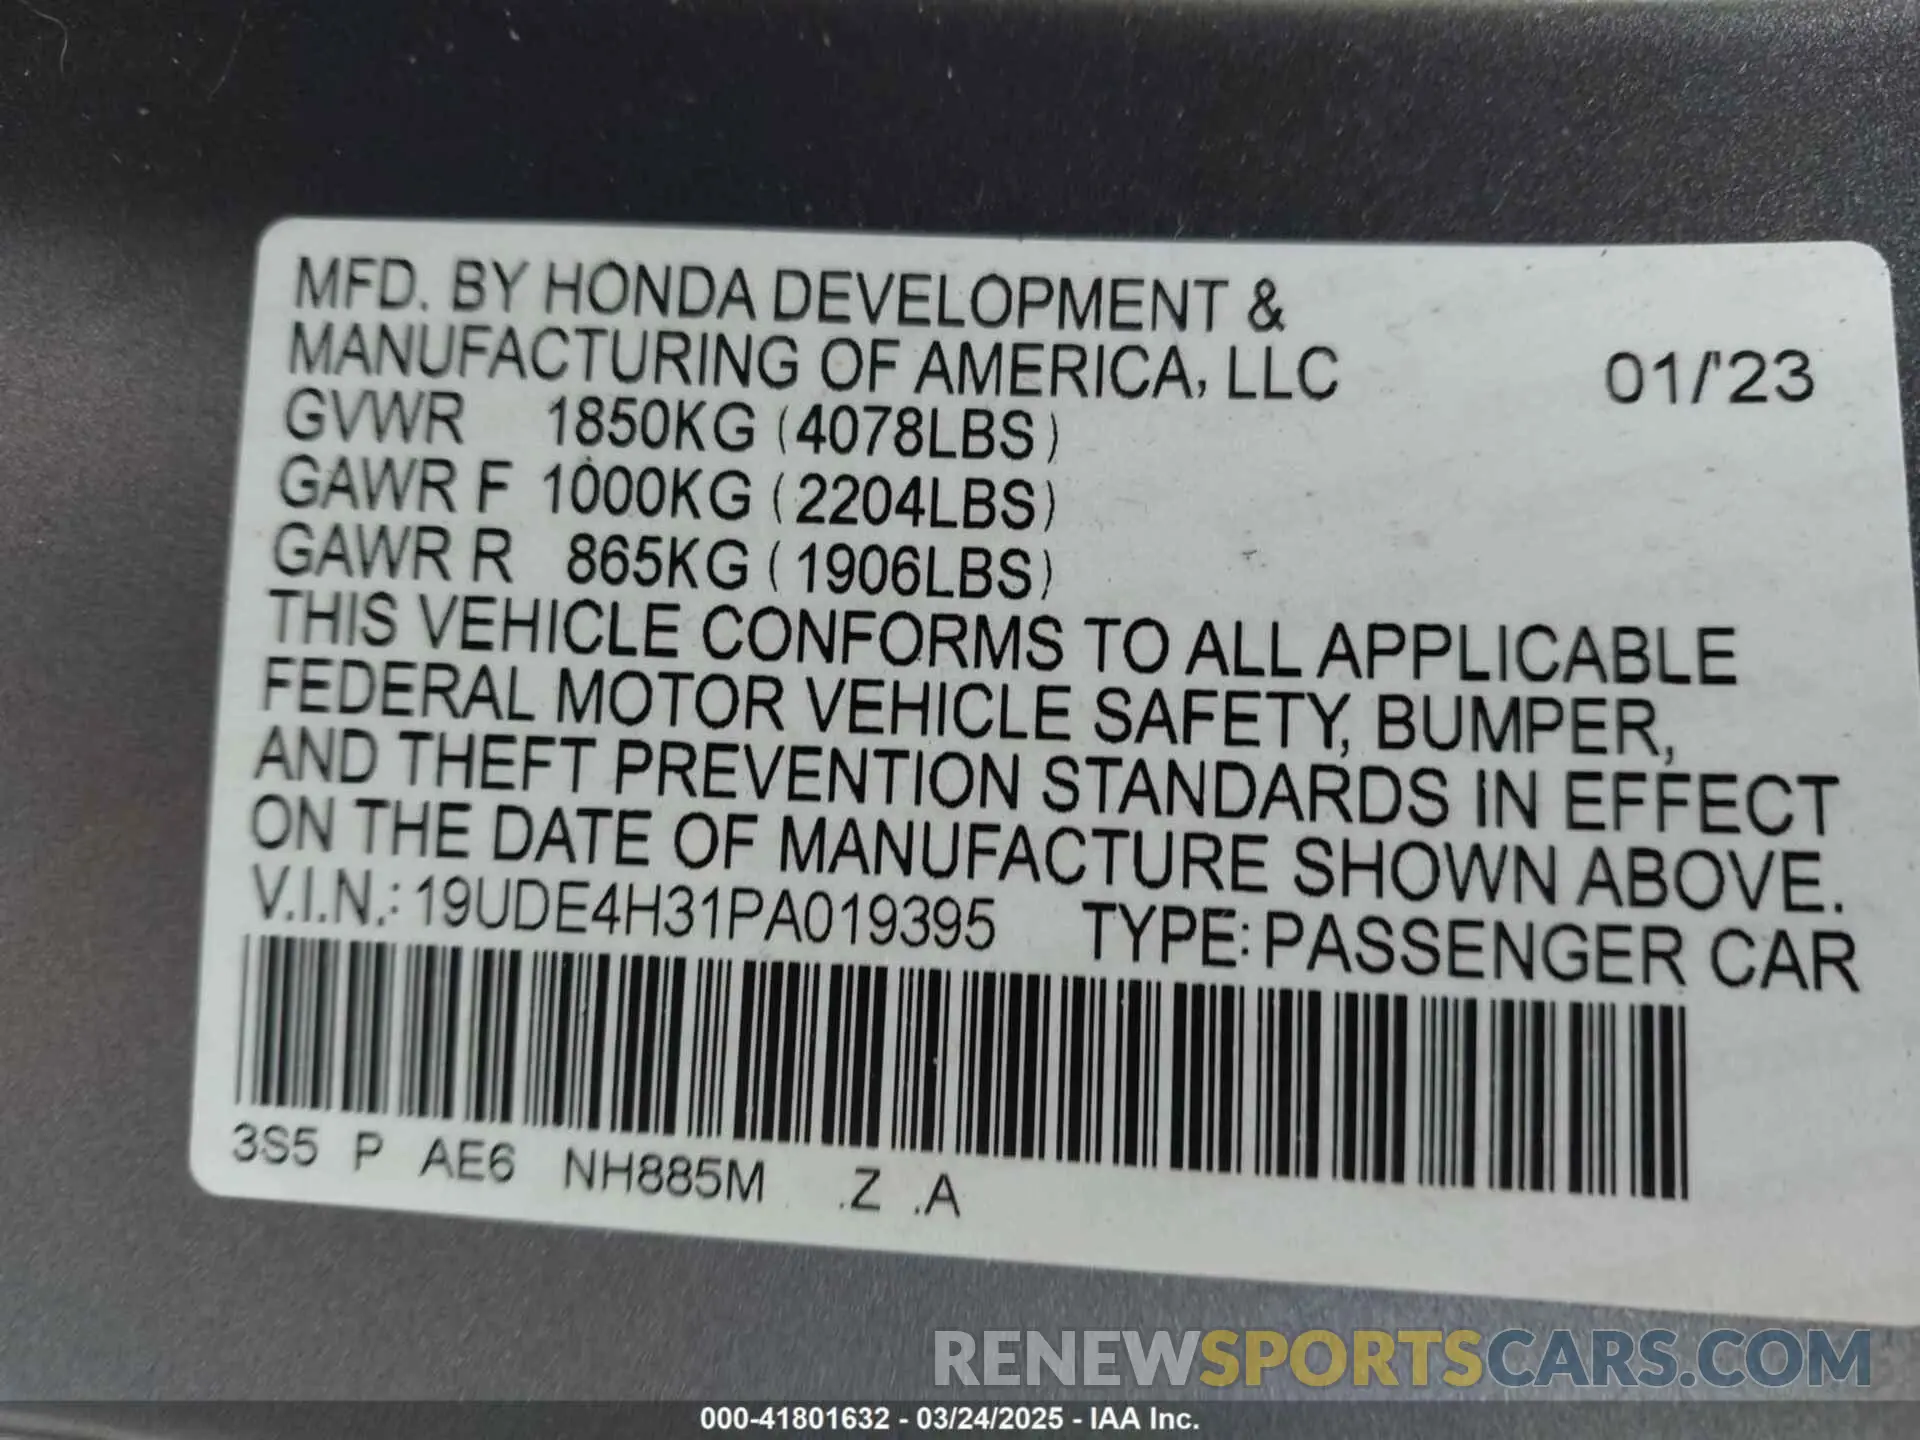 MFD. BY HONDA DEVELOPMENT &
MANUFACTURING OF AMERICA, LLC 01/'23
GVWR 1850KG (4078LBS)
GAWR F 1000KG (2204LBS)
GAWR R 865KG (1906LBS)
THIS VEHICLE CONFORMS TO ALL APPLICABLE
FEDERAL MOTOR VEHICLE SAFETY, BUMPER,
AND THEFT PREVENTION STANDARDS IN EFFECT
ON THE DATE OF MANUFACTURE SHOWN ABOVE.
V.I.N.: 19UDE4H31PA019395 TYPE: PASSENGER CAR
3S5 P AE6 NH885M .Z .A
RENEWSPORTSCARS.COM
000-41801632 - 03/24/2025 - IAA Inc.